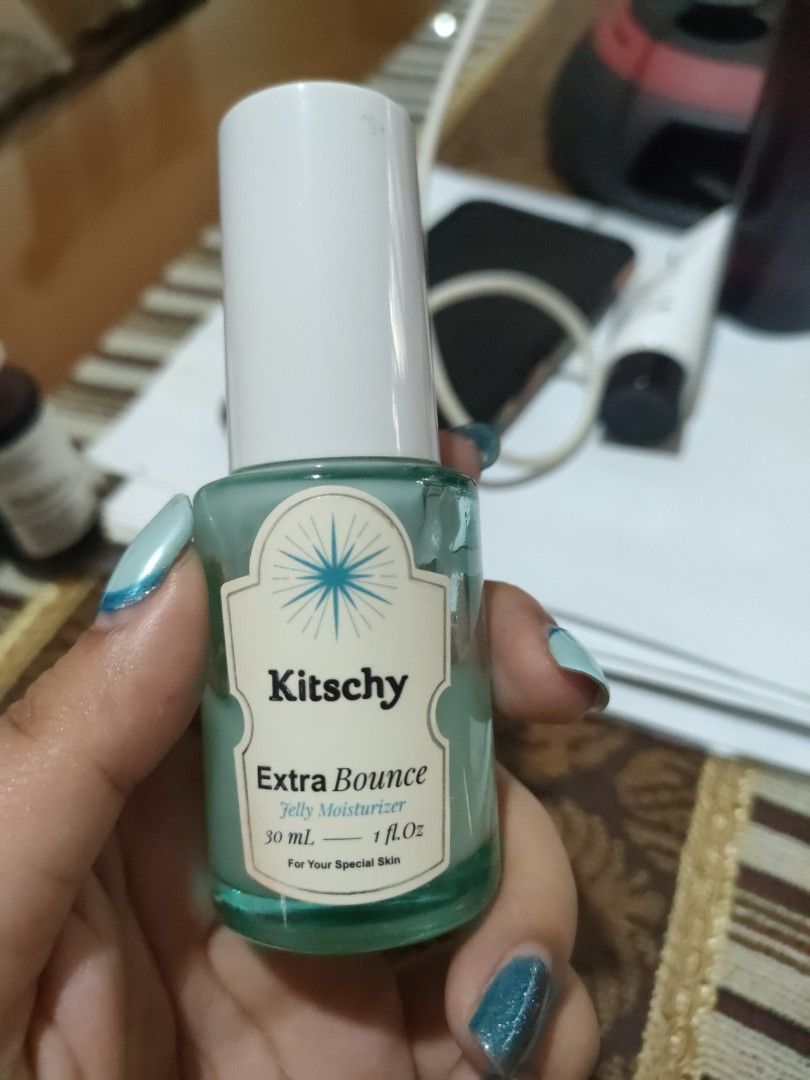 Kitschy
Extra Bounce
Jelly Moisturizer
30 mL — 1 fl.Oz
For Your Special Skin